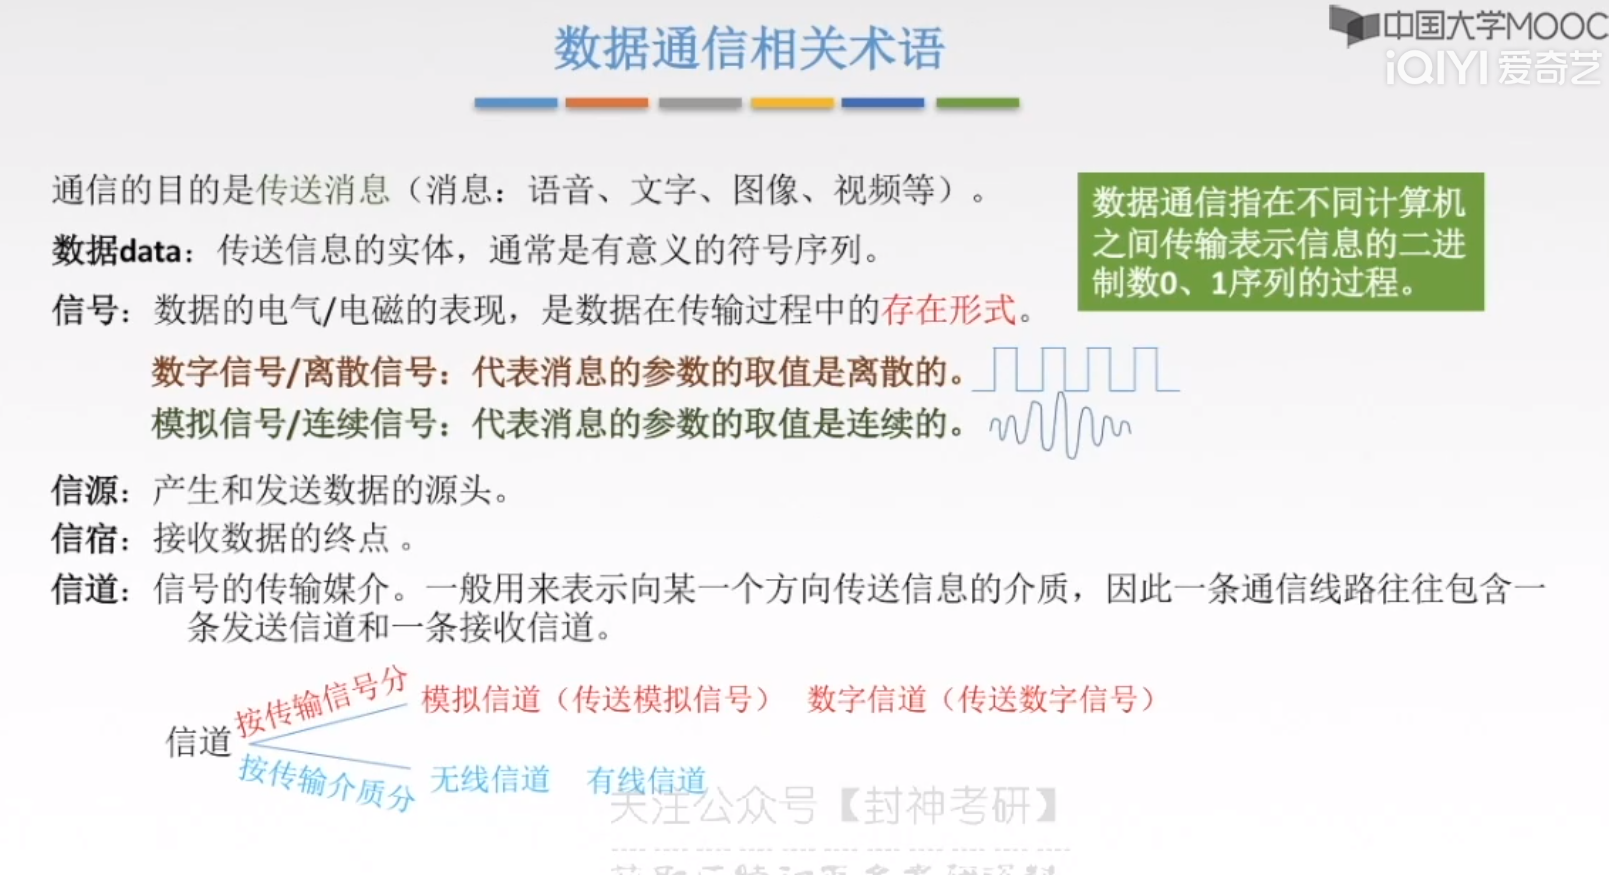 中国大学MOOC
iQIYI 爱奇艺
数据通信相关术语
通信的目的是传送消息（消息：语音、文字、图像、视频等）。
数据data：传送信息的实体，通常是有意义的符号序列。
信号：数据的电气/电磁的表现，是数据在传输过程中的存在形式。
数据通信指在不同计算机
之间传输表示信息的二进
制数0、1序列的过程。
数字信号/离散信号：代表消息的参数的取值是离散的。
模拟信号/连续信号：代表消息的参数的取值是连续的。
信源：产生和发送数据的源头。
信宿：接收数据的终点 。
信道：信号的传输媒介。一般用来表示向某一个方向传送信息的介质，因此一条通信线路往往包含一
条发送信道和一条接收信道。
信道
按传输信号分
模拟信道（传送模拟信号） 数字信道（传送数字信号）
按传输介质分
无线信道 有线信道
关注公众号【封神考研】